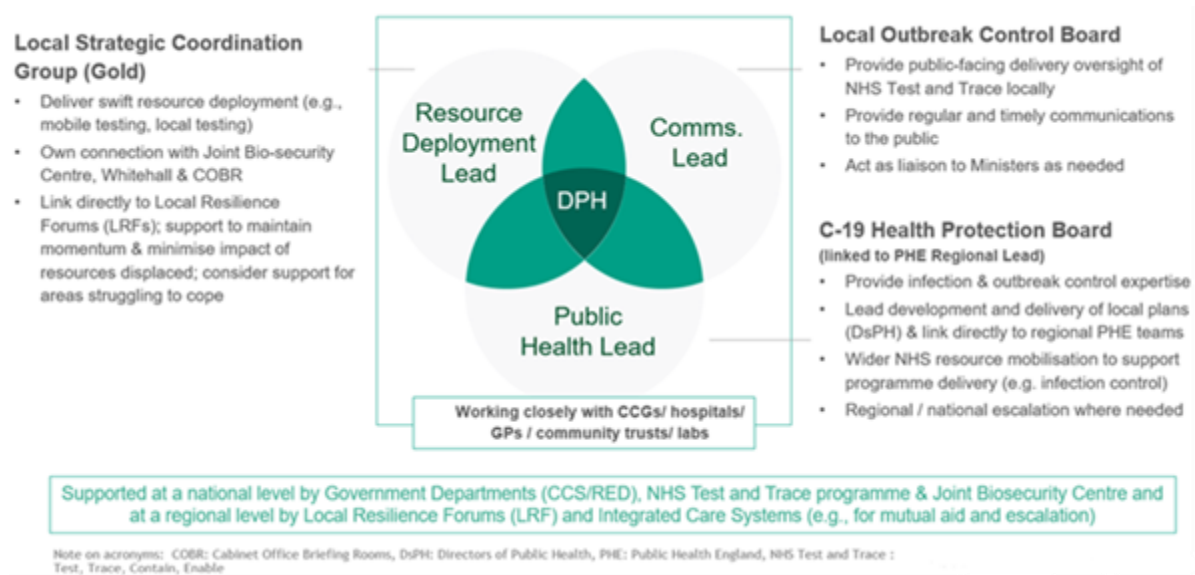 Local Strategic Coordination
Group (Gold)
• Deliver swift resource deployment (e.g.,
mobile testing, local testing)
• Own connection with Joint Bio-security
Centre, Whitehall & COBR
• Link directly to Local Resilience
Forums (LRFs); support to maintain
momentum & minimise impact of
resources displaced; consider support for
areas struggling to cope
Resource
Deployment
Lead
Comms.
Lead
DPH
Public
Health Lead
Working closely with CCGs/ hospitals/
GPs / community trusts/ labs
Local Outbreak Control Board
• Provide public-facing delivery oversight of
NHS Test and Trace locally
• Provide regular and timely communications
to the public
• Act as liaison to Ministers as needed
C-19 Health Protection Board
(linked to PHE Regional Lead)
• Provide infection & outbreak control expertise
• Lead development and delivery of local plans
(DsPH) & link directly to regional PHE teams
• Wider NHS resource mobilisation to support
programme delivery (e.g. infection control)
• Regional / national escalation where needed
Supported at a national level by Government Departments (CCS/RED), NHS Test and Trace programme & Joint Biosecurity Centre and
at a regional level by Local Resilience Forums (LRF) and Integrated Care Systems (e.g., for mutual aid and escalation)
Note on acronyms: COBR: Cabinet Office Briefing Rooms, DsPH: Directors of Public Health, PHE: Public Health England, NHS Test and Trace :
Test, Trace, Contain, Enable